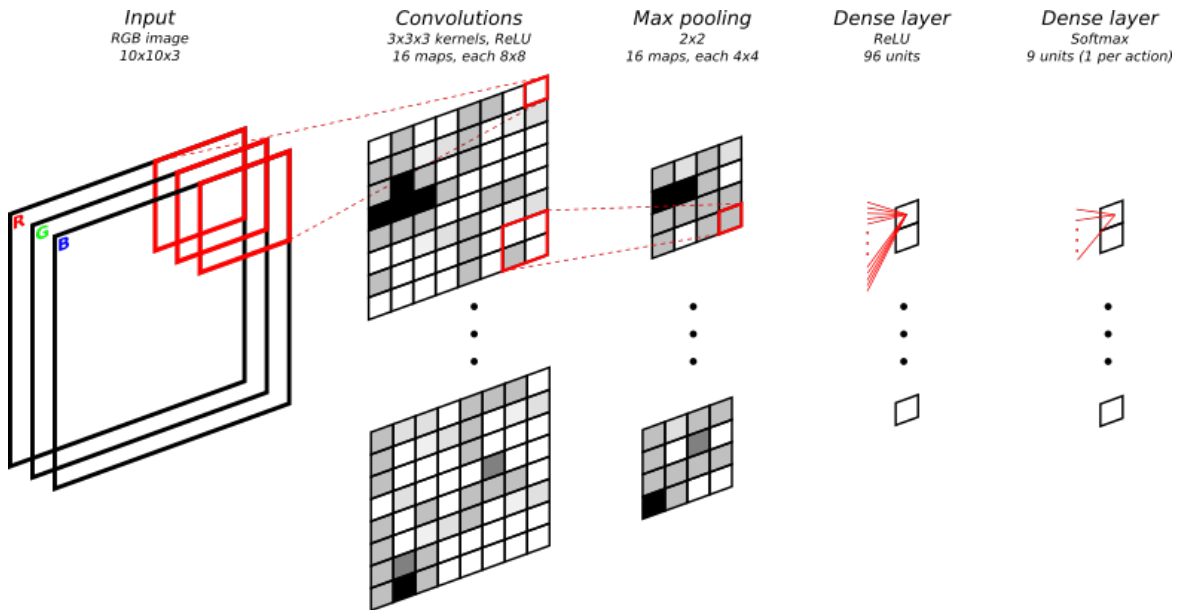 Input
RGB image
10x10x3
Convolutions
3x3x3 kernels, ReLU
16 maps, each 8x8
Max pooling
2x2
16 maps, each 4x4
Dense layer
ReLU
96 units
Dense layer
Softmax
9 units (1 per action)
R
G
B